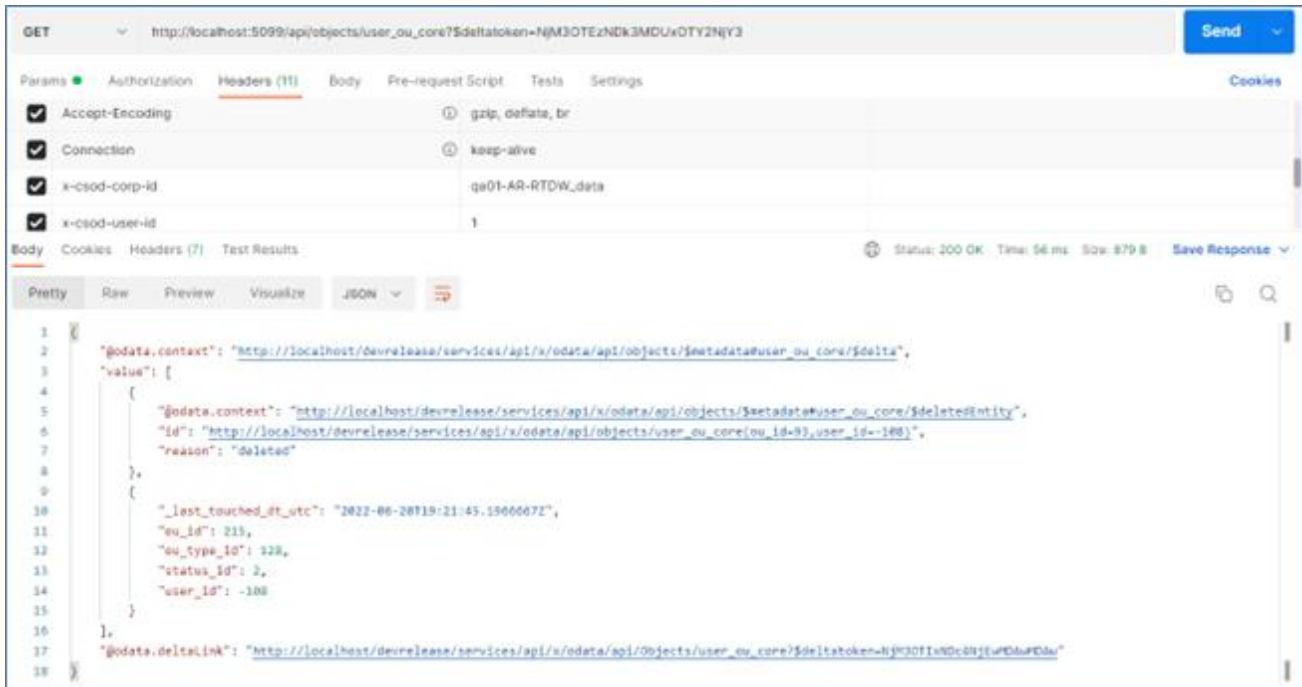 GET http://localhost:5099/api/objects/user_ou_core?$deltatoken=NjM3OTEzNDk3MDUxOTY2NjY3 Send
Params Authorization Headers (11) Body Pre-request Script Tests Settings Cookies
Accept-Encoding gzip, deflate, br
Connection keep-alive
x-csod-corp-id qa01-AR-RTDW_data
x-csod-user-id 1
Body Cookies Headers (7) Test Results Status: 200 OK Time: 56 ms Size: 879 B Save Response
Pretty Raw Preview Visualize JSON
1 {
2 "@odata.context": "http://localhost/devrelease/services/api/x/odata/api/objects/$metadata#user_ou_core/$delta",
3 "value": [
4 {
5 "@odata.context": "http://localhost/devrelease/services/api/x/odata/api/objects/$metadata#user_ou_core/$deletedEntity",
6 "id": "http://localhost/devrelease/services/api/x/odata/api/objects/user_ou_core(ou_id=93,user_id=-108)",
7 "reason": "deleted"
8 },
9 {
10 "_last_touched_dt_utc": "2022-06-28T19:21:45.1966667Z",
11 "ou_id": 215,
12 "ou_type_id": 128,
13 "status_id": 2,
14 "user_id": -108
15 }
16 ],
17 "@odata.deltaLink": "http://localhost/devrelease/services/api/x/odata/api/Objects/user_ou_core?$deltatoken=
18 }